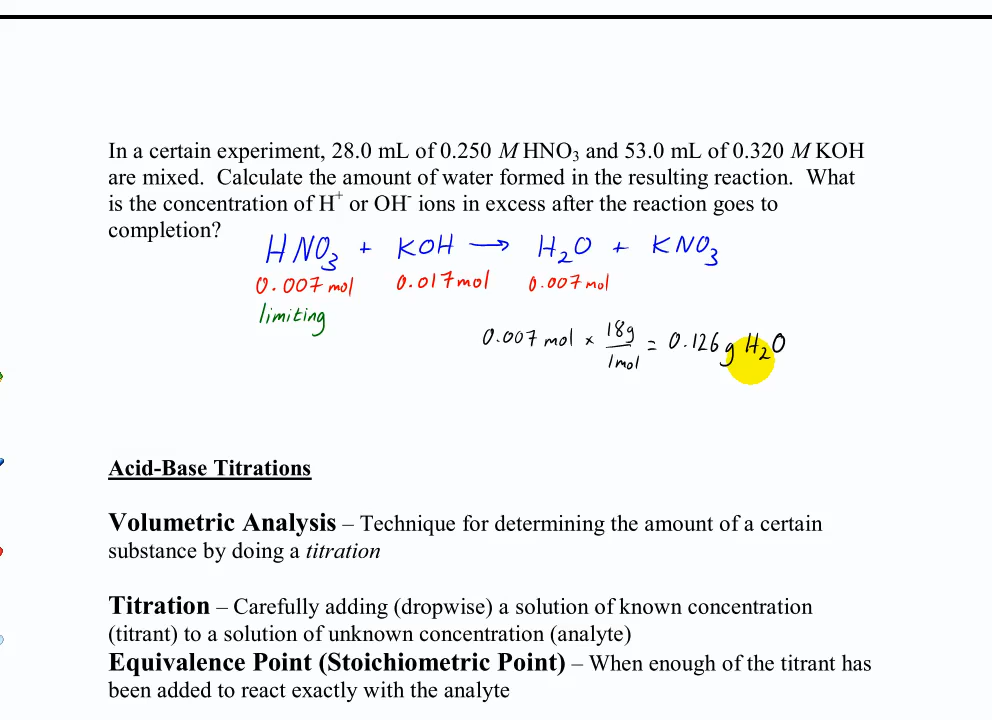 In a certain experiment, 28.0 mL of 0.250 M HNO₃ and 53.0 mL of 0.320 M KOH
are mixed. Calculate the amount of water formed in the resulting reaction. What
is the concentration of H⁺ or OH⁻ ions in excess after the reaction goes to
completion?
HNO₃ + KOH → H₂O + KNO₃
0.007 mol 0.017 mol 0.007 mol
limiting
0.007 mol × 18g/1mol = 0.126 g H₂O
Acid-Base Titrations
Volumetric Analysis – Technique for determining the amount of a certain
substance by doing a titration
Titration – Carefully adding (dropwise) a solution of known concentration
(titrant) to a solution of unknown concentration (analyte)
Equivalence Point (Stoichiometric Point) – When enough of the titrant has
been added to react exactly with the analyte